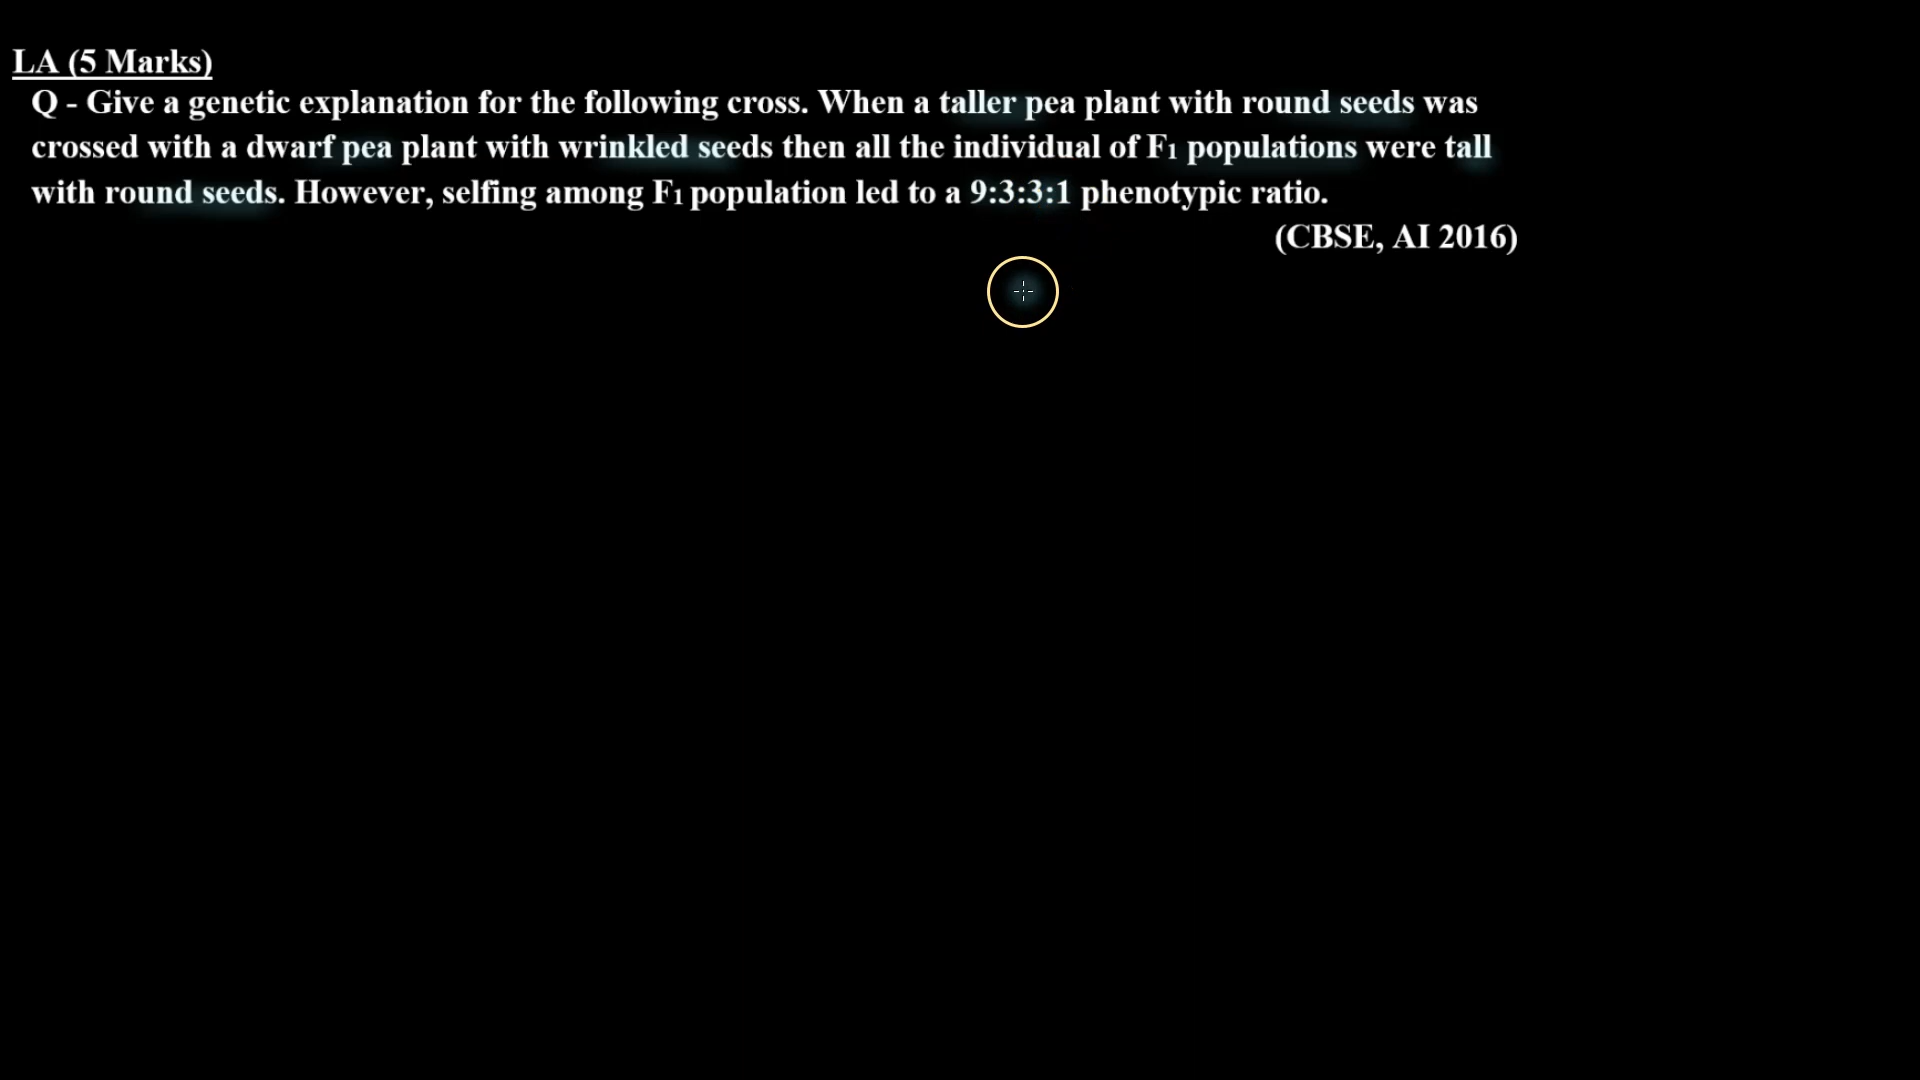 LA (5 Marks)
Q - Give a genetic explanation for the following cross. When a taller pea plant with round seeds was
crossed with a dwarf pea plant with wrinkled seeds then all the individual of F₁ populations were tall
with round seeds. However, selfing among F₁ population led to a 9:3:3:1 phenotypic ratio.
(CBSE, AI 2016)